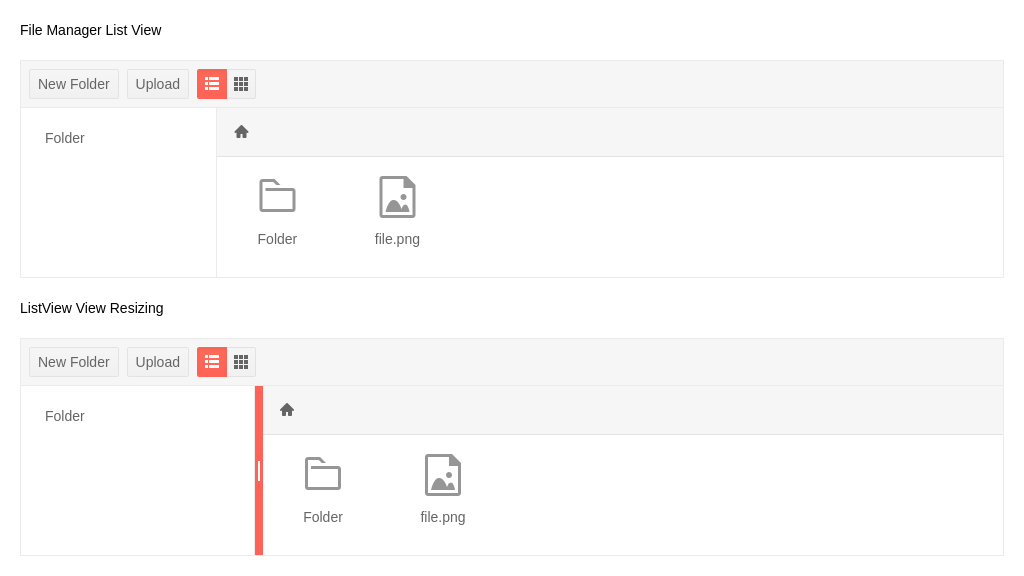 File Manager List View
New Folder Upload
Folder
Folder file.png
ListView View Resizing
New Folder Upload
Folder
Folder file.png